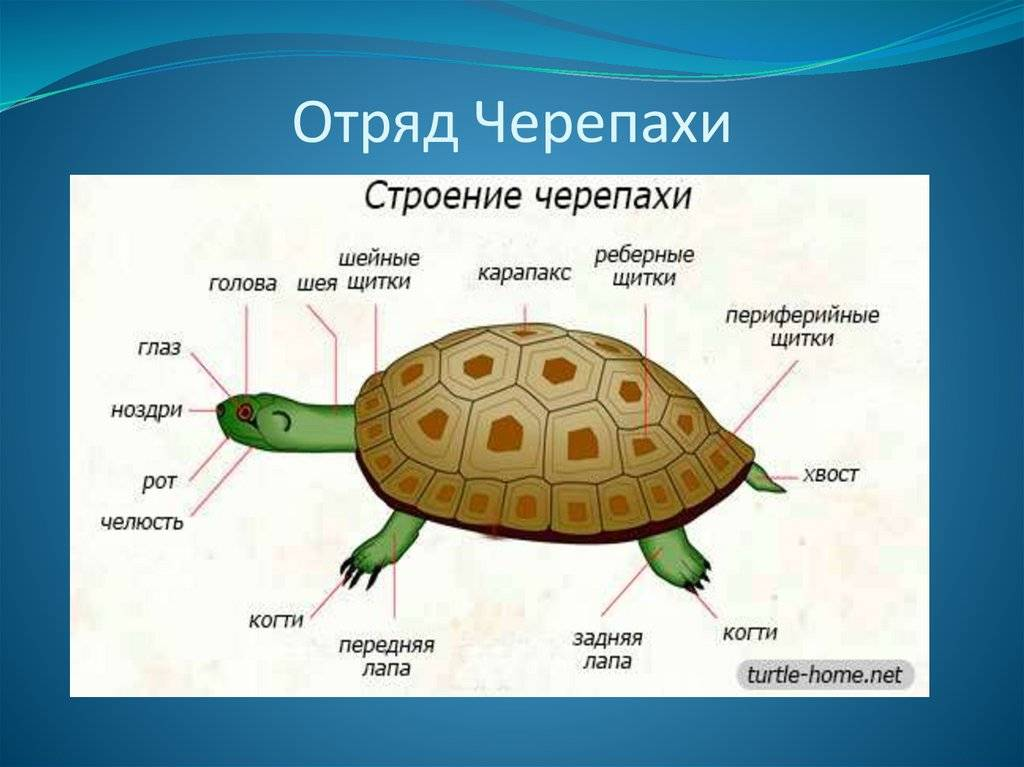 Отряд Черепахи
Строение черепахи
шейные
щитки
реберные
щитки
карапакс
голова
шея
периферийные
щитки
глаз
ноздри
рот
хвост
челюсть
когти
передняя
лапа
задняя
лапа
когти
turtle-home.net